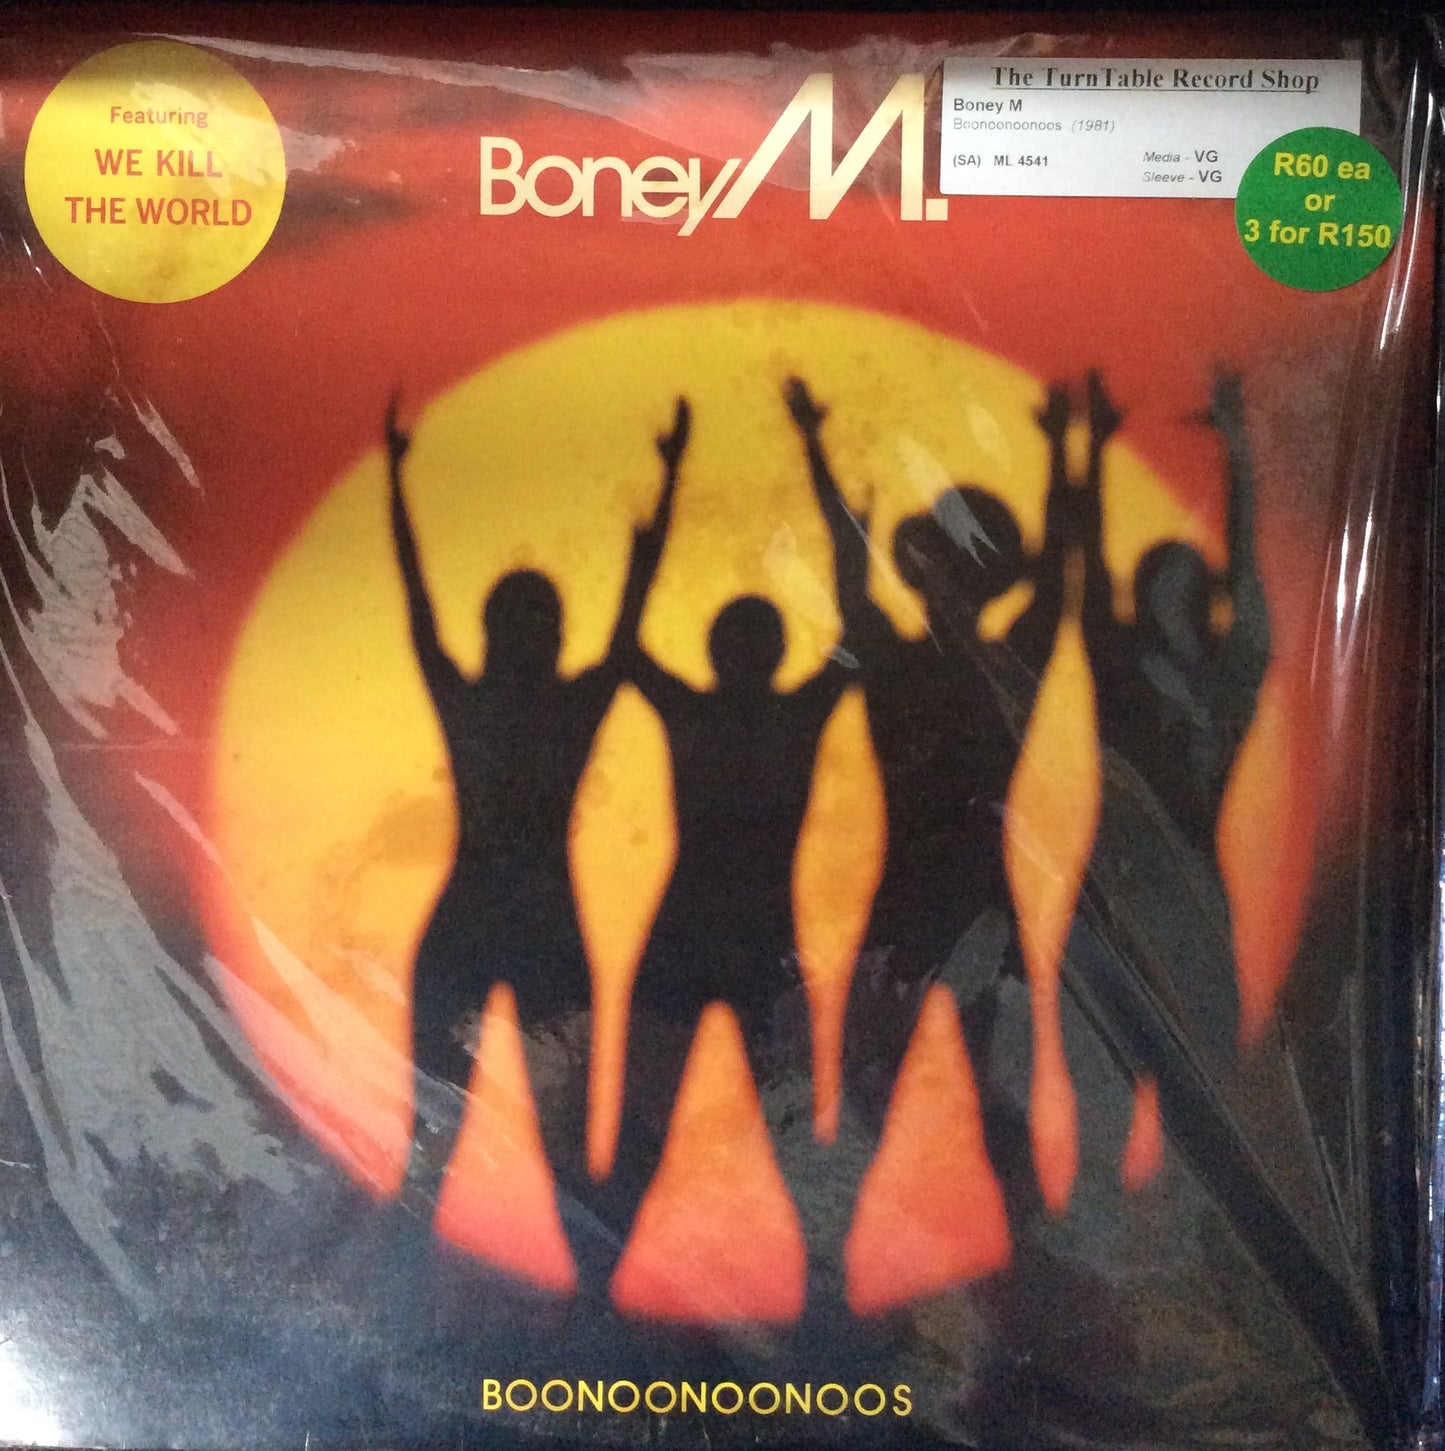 Featuring
WE KILL
THE WORLD
Boney M.
The TurnTable Record Shop
Boney M
Boonoonoonoos (1981)
(SA) ML 4541
Media - VG
Sleeve - VG
R60 ea
or
3 for R150
BOONOONOONOOS